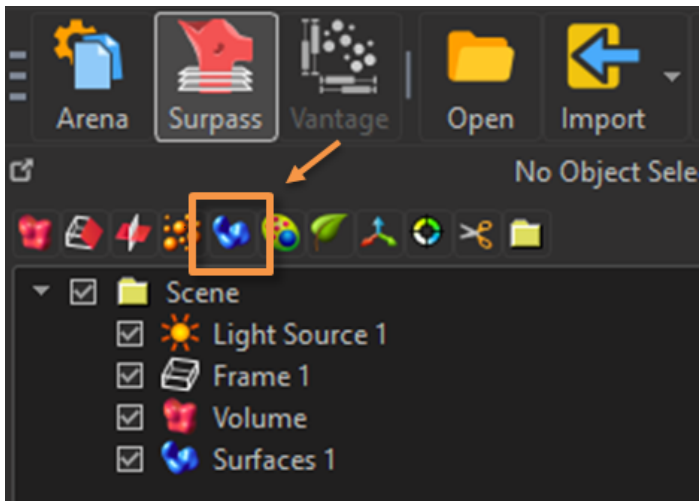 Arena Surpass Vantage Open Import
No Object Sele
Scene
Light Source 1
Frame 1
Volume
Surfaces 1